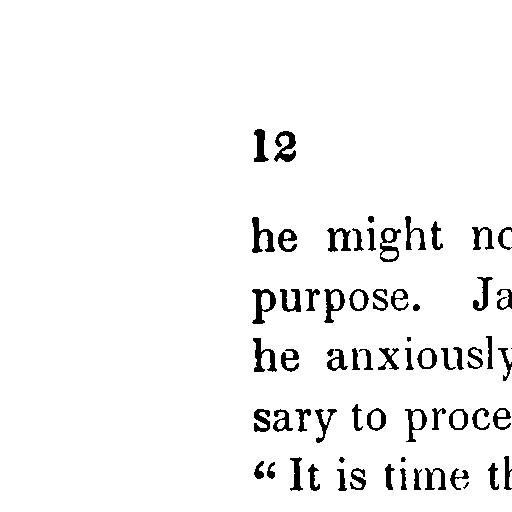 12
he might no
purpose. Ja
he anxiously
sary to proce
“ It is time th